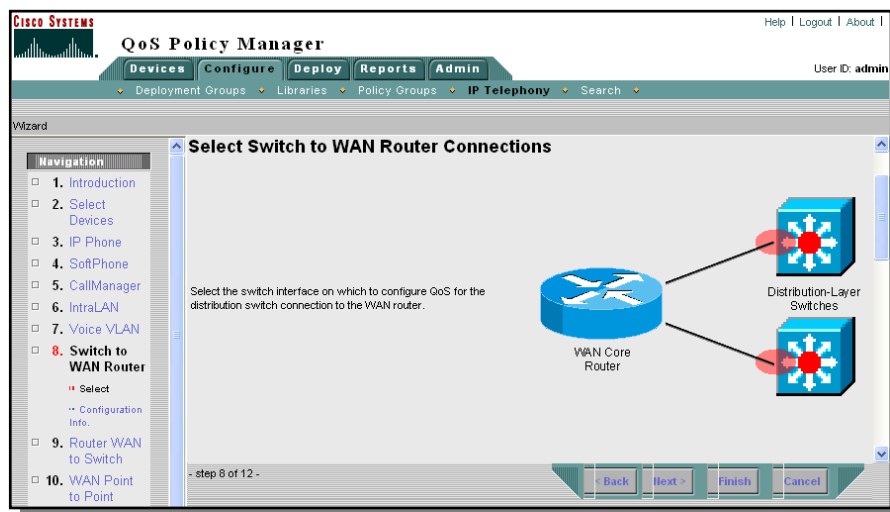 CISCO SYSTEMS
Help | Logout | About |
QoS Policy Manager
Devices Configure Deploy Reports Admin
User ID: admin
Deployment Groups Libraries Policy Groups IP Telephony Search
Wizard
Navigation
1. Introduction
2. Select
Devices
3. IP Phone
4. SoftPhone
5. CallManager
6. IntraLAN
7. Voice VLAN
8. Switch to
WAN Router
Select
Configuration
Info.
9. Router WAN
to Switch
10. WAN Point
to Point
Select Switch to WAN Router Connections
Select the switch interface on which to configure QoS for the
distribution switch connection to the WAN router.
WAN Core
Router
Distribution-Layer
Switches
- step 8 of 12 -
< Back Next > Finish Cancel